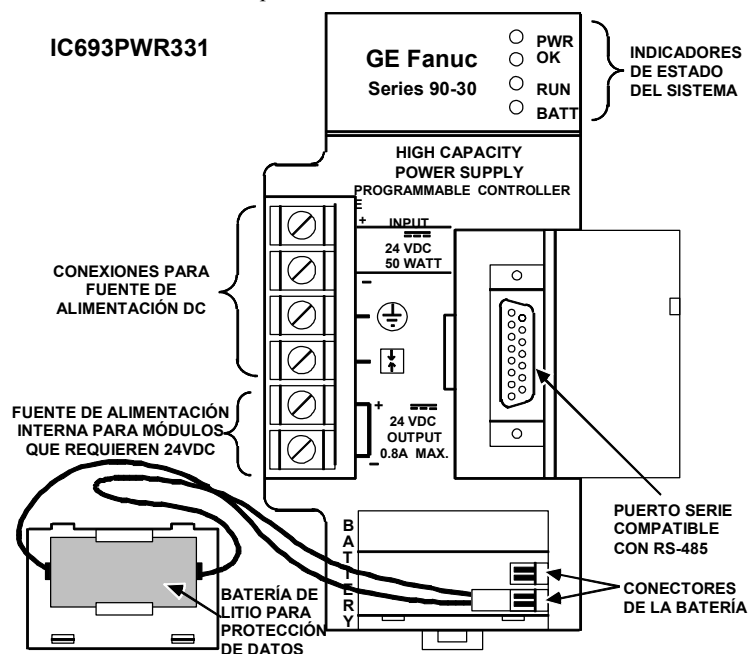 IC693PWR331
GE Fanuc
Series 90-30
PWR
OK
RUN
BATT
INDICADORES
DE ESTADO
DEL SISTEMA
HIGH CAPACITY
POWER SUPPLY
PROGRAMMABLE CONTROLLER
E
+
INPUT
24 VDC
50 WATT
–
CONEXIONES PARA
FUENTE DE
ALIMENTACIÓN DC
FUENTE DE ALIMENTACIÓN
INTERNA PARA MÓDULOS
QUE REQUIEREN 24VDC
+
24 VDC
OUTPUT
0.8A MAX.
–
PUERTO SERIE
COMPATIBLE
CON RS-485
BATTERY
CONECTORES
DE LA BATERÍA
BATERÍA DE
LITIO PARA
PROTECCIÓN
DE DATOS